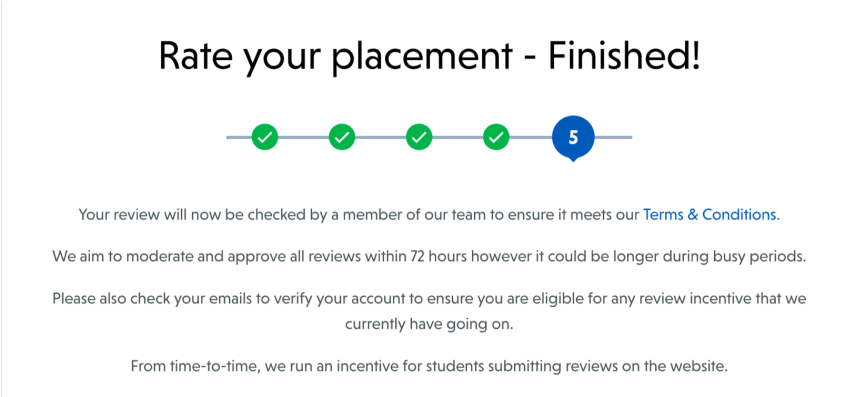 Rate your placement - Finished!
5
Your review will now be checked by a member of our team to ensure it meets our Terms & Conditions.
We aim to moderate and approve all reviews within 72 hours however it could be longer during busy periods.
Please also check your emails to verify your account to ensure you are eligible for any review incentive that we
currently have going on.
From time-to-time, we run an incentive for students submitting reviews on the website.